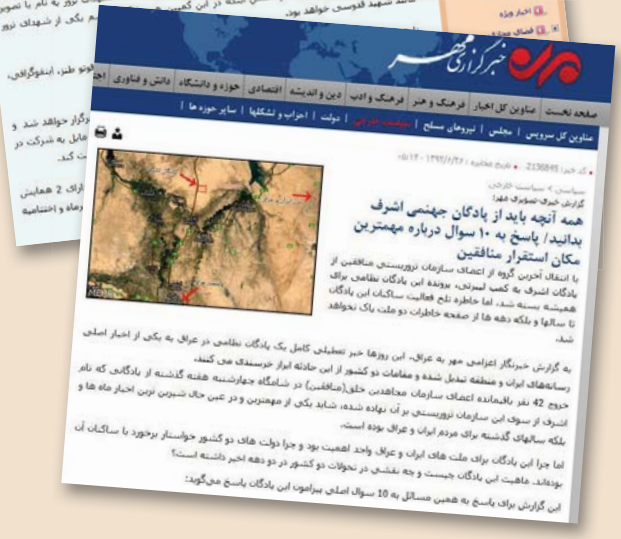 شهید قدوسی خواهد بود.
اخبار ویژه
خبرگزاری مهر
صفحه نخست عناوین کل اخبار فرهنگ و هنر فرهنگ و ادب دین و اندیشه اقتصادی حوزه و دانشگاه دانش و فناوری
عناوین کل سرویس | مجلس | نیروهای مسلح | سیاست خارجی | دولت | احزاب و تشکلها | سایر حوزه ها |
سیاسی > سیاست خارجی
گزارش خبری-تصویری مهر؛
همه آنچه باید از پادگان جهنمی اشرف
بدانید/ پاسخ به ۱۰ سوال درباره مهمترین
مکان استقرار منافقین
با انتقال آخرین گروه از اعضای سازمان تروریستی منافقین از
پادگان اشرف به کمپ لیبرتی، پرونده این پادگان نظامی برای
همیشه بسته شد، اما خاطره تلخ فعالیت ساکنان این پادگان
تا سالها و بلکه دهه ها از صفحه خاطرات دو ملت پاک نخواهد
شد.
به گزارش خبرنگار اعزامی مهر به عراق، این روزها خبر تعطیلی کامل یک پادگان نظامی در عراق به یکی از اخبار اصلی
رسانه‌های ایران و منطقه تبدیل شده و مقامات دو کشور از این حادثه ابراز خرسندی می کنند.
خروج 42 نفر باقیمانده اعضای سازمان مجاهدین خلق(منافقین) در شامگاه چهارشنبه هفته گذشته از پادگانی که نام
اشرف از سوی این سازمان تروریستی بر آن نهاده شده، شاید یکی از مهمترین و در عین حال شیرین ترین اخبار ماه ها و
بلکه سالهای گذشته برای مردم ایران و عراق بوده است.
اما چرا این پادگان برای ملت های ایران و عراق واجد اهمیت بود و چرا دولت های دو کشور خواستار برخورد با ساکنان آن
بوده‌اند. ماهیت این پادگان چیست و چه نقشی در تحولات دو کشور در دو دهه اخیر داشته است؟
این گزارش برای پاسخ به همین مسائل به 10 سوال اصلی پیرامون این پادگان پاسخ می‌گوید: